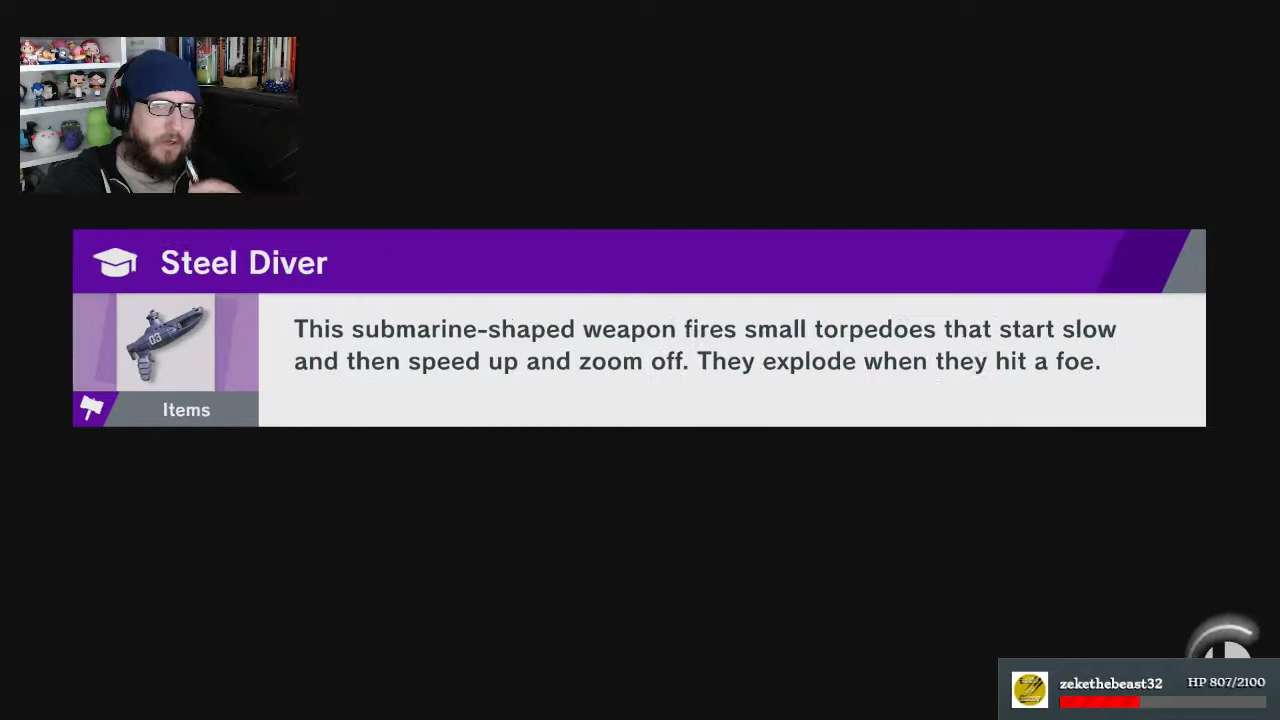 Steel Diver
03
This submarine-shaped weapon fires small torpedoes that start slow
and then speed up and zoom off. They explode when they hit a foe.
Items
zekethebeast32 HP 807/2100